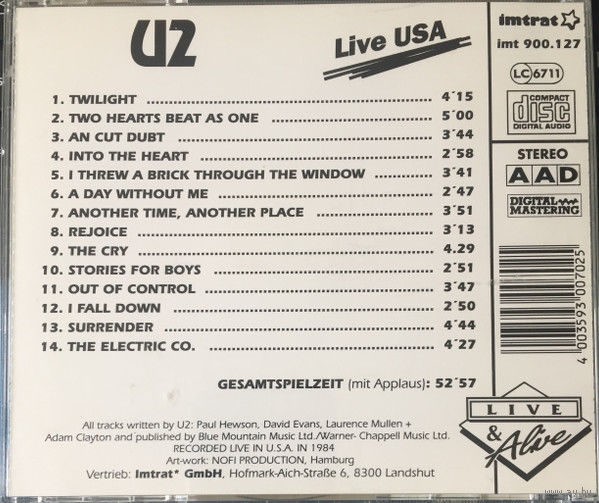 U2
Live USA
imtrat
imt 900.127
LC 6711
COMPACT
disc
DIGITAL AUDIO
STEREO
AAD
DIGITAL
MASTERING
1. TWILIGHT 4´15
2. TWO HEARTS BEAT AS ONE 5´00
3. AN CUT DUBT 3´44
4. INTO THE HEART 2´58
5. I THREW A BRICK THROUGH THE WINDOW 3´41
6. A DAY WITHOUT ME 2´47
7. ANOTHER TIME, ANOTHER PLACE 3´51
8. REJOICE 3´13
9. THE CRY 4.29
10. STORIES FOR BOYS 2´51
11. OUT OF CONTROL 3´47
12. I FALL DOWN 2´50
13. SURRENDER 4´44
14. THE ELECTRIC CO. 4´27
GESAMTSPIELZEIT (mit Applaus): 52´57
4 003593 007025
All tracks written by U2: Paul Hewson, David Evans, Laurence Mullen +
Adam Clayton and published by Blue Mountain Music Ltd./Warner- Chappell Music Ltd.
RECORDED LIVE IN U.S.A. IN 1984
Art-work: NOFI PRODUCTION, Hamburg
Vertrieb: Imtrat* GmbH, Hofmark-Aich-Straße 6, 8300 Landshut
LIVE
& Alive